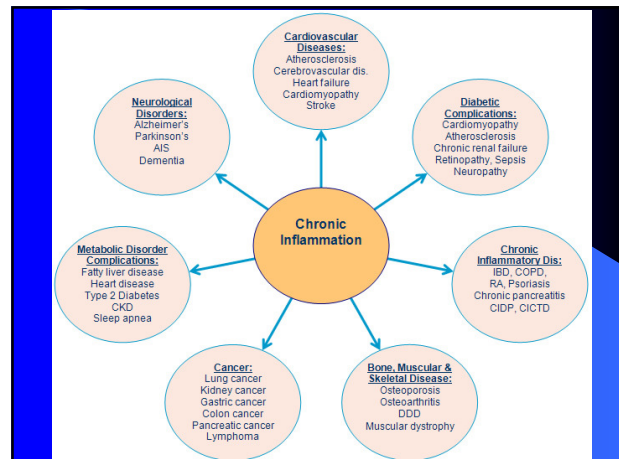 Cardiovascular
Diseases:
Atherosclerosis
Cerebrovascular dis.
Heart failure
Cardiomyopathy
Stroke
Neurological
Disorders:
Alzheimer's
Parkinson's
AIS
Dementia
Diabetic
Complications:
Cardiomyopathy
Atherosclerosis
Chronic renal failure
Retinopathy, Sepsis
Neuropathy
Chronic
Inflammation
Metabolic Disorder
Complications:
Fatty liver disease
Heart disease
Type 2 Diabetes
CKD
Sleep apnea
Chronic
Inflammatory Dis:
IBD, COPD,
RA, Psoriasis
Chronic pancreatitis
CIDP, CICTD
Cancer:
Lung cancer
Kidney cancer
Gastric cancer
Colon cancer
Pancreatic cancer
Lymphoma
Bone, Muscular &
Skeletal Disease:
Osteoporosis
Osteoarthritis
DDD
Muscular dystrophy